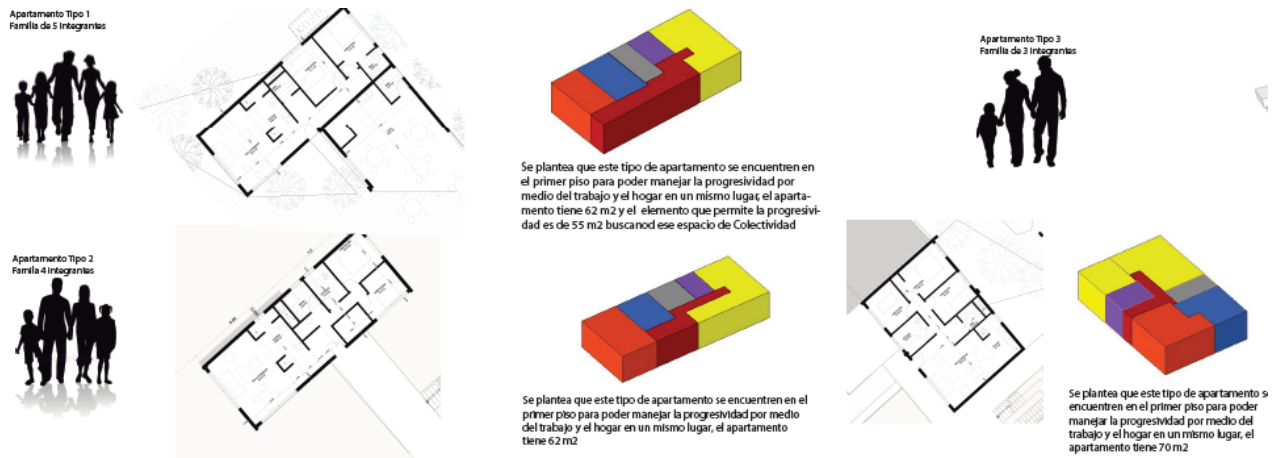 Apartamento Tipo 1
Familia de 5 Integrantes
Se plantea que este tipo de apartamento se encuentren en
el primer piso para poder manejar la progresividad por
medio del trabajo y el hogar en un mismo lugar, el aparta-
mento tiene 62 m2 y el elemento que permite la progresivi-
dad es de 55 m2 buscanod ese espacio de Colectividad
Apartamento Tipo 2
Familia 4 Integrantes
Se plantea que este tipo de apartamento se encuentren en el
primer piso para poder manejar la progresividad por medio
del trabajo y el hogar en un mismo lugar, el apartamento
tiene 62 m2
Apartamento Tipo 3
Familia de 3 Integrantes
Se plantea que este tipo de apartamento se
encuentren en el primer piso para poder
manejar la progresividad por medio del
trabajo y el hogar en un mismo lugar, el
apartamento tiene 70 m2